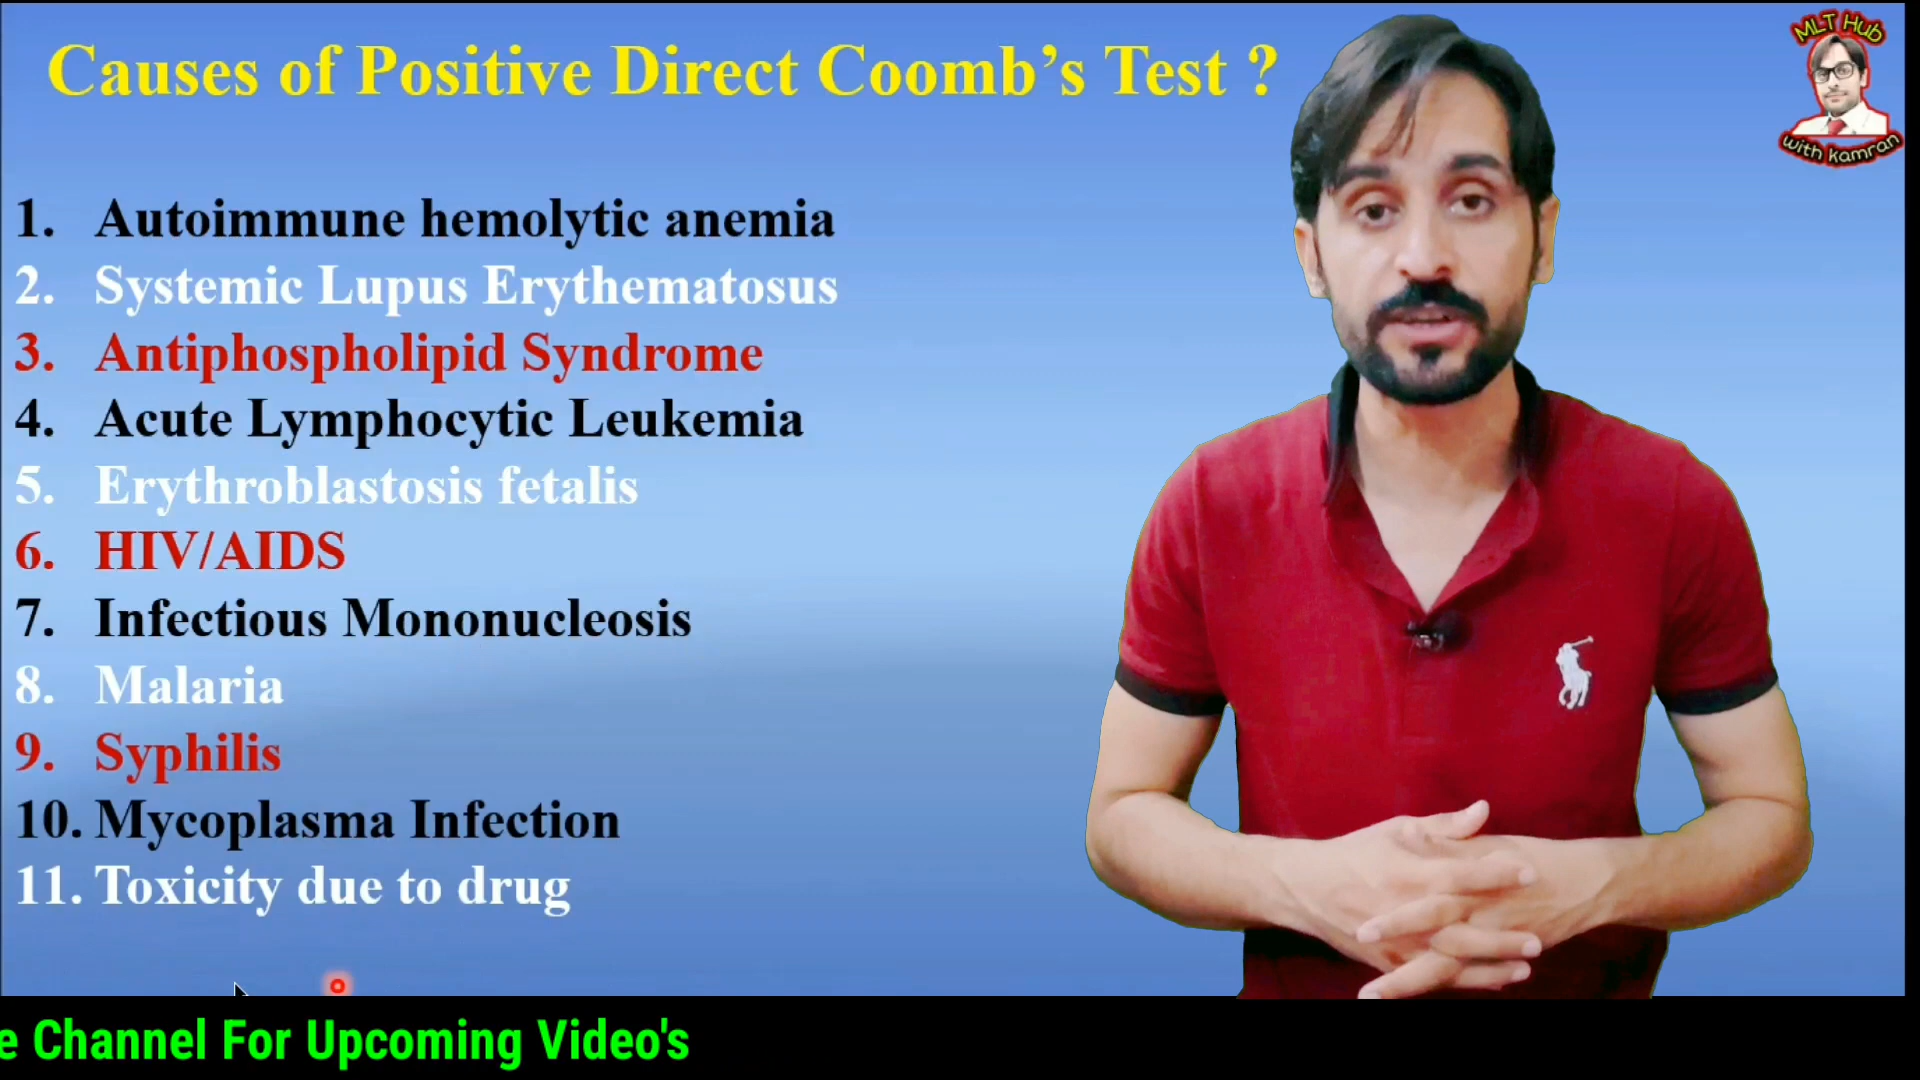 Causes of Positive Direct Coomb’s Test ?
MLT Hub
with kamran
1. Autoimmune hemolytic anemia
2. Systemic Lupus Erythematosus
3. Antiphospholipid Syndrome
4. Acute Lymphocytic Leukemia
5. Erythroblastosis fetalis
6. HIV/AIDS
7. Infectious Mononucleosis
8. Malaria
9. Syphilis
10. Mycoplasma Infection
11. Toxicity due to drug
e Channel For Upcoming Video's